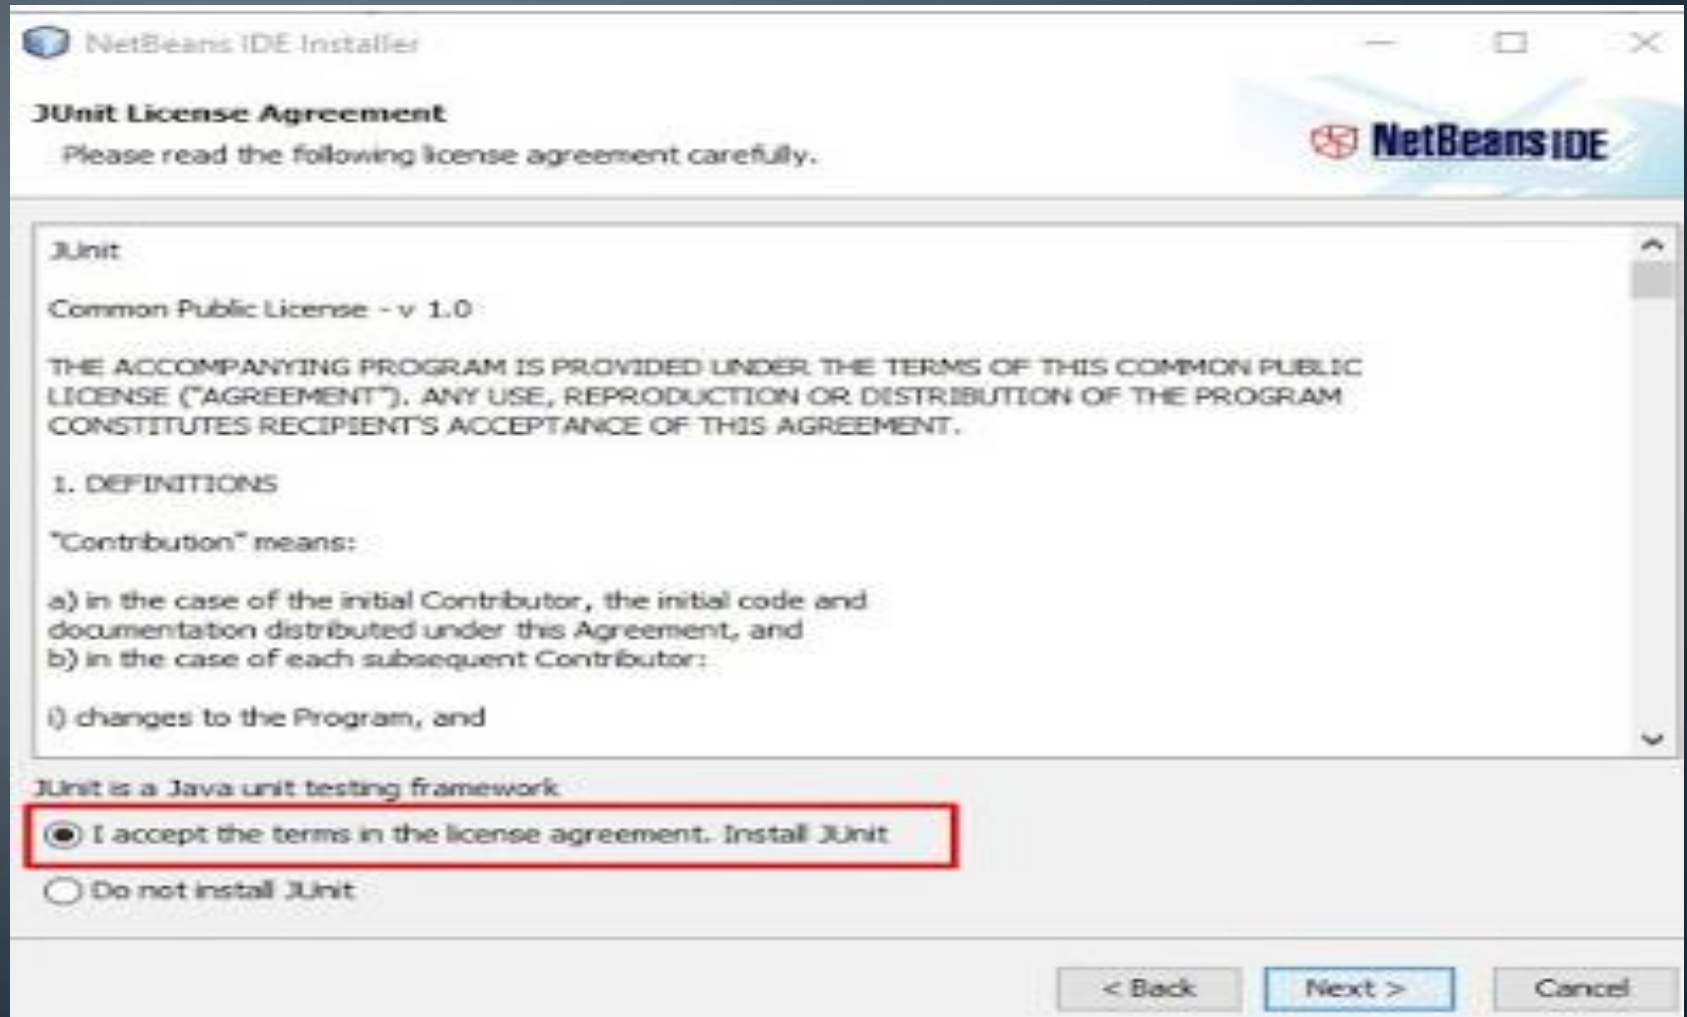 NetBeans IDE Installer
JUnit License Agreement
Please read the following license agreement carefully.
NetBeans IDE
JUnit
Common Public License - v 1.0
THE ACCOMPANYING PROGRAM IS PROVIDED UNDER THE TERMS OF THIS COMMON PUBLIC
LICENSE ("AGREEMENT"). ANY USE, REPRODUCTION OR DISTRIBUTION OF THE PROGRAM
CONSTITUTES RECIPIENT'S ACCEPTANCE OF THIS AGREEMENT.
1. DEFINITIONS
"Contribution" means:
a) in the case of the initial Contributor, the initial code and
documentation distributed under this Agreement, and
b) in the case of each subsequent Contributor:
i) changes to the Program, and
JUnit is a Java unit testing framework
I accept the terms in the license agreement. Install JUnit
Do not install JUnit
< Back
Next >
Cancel